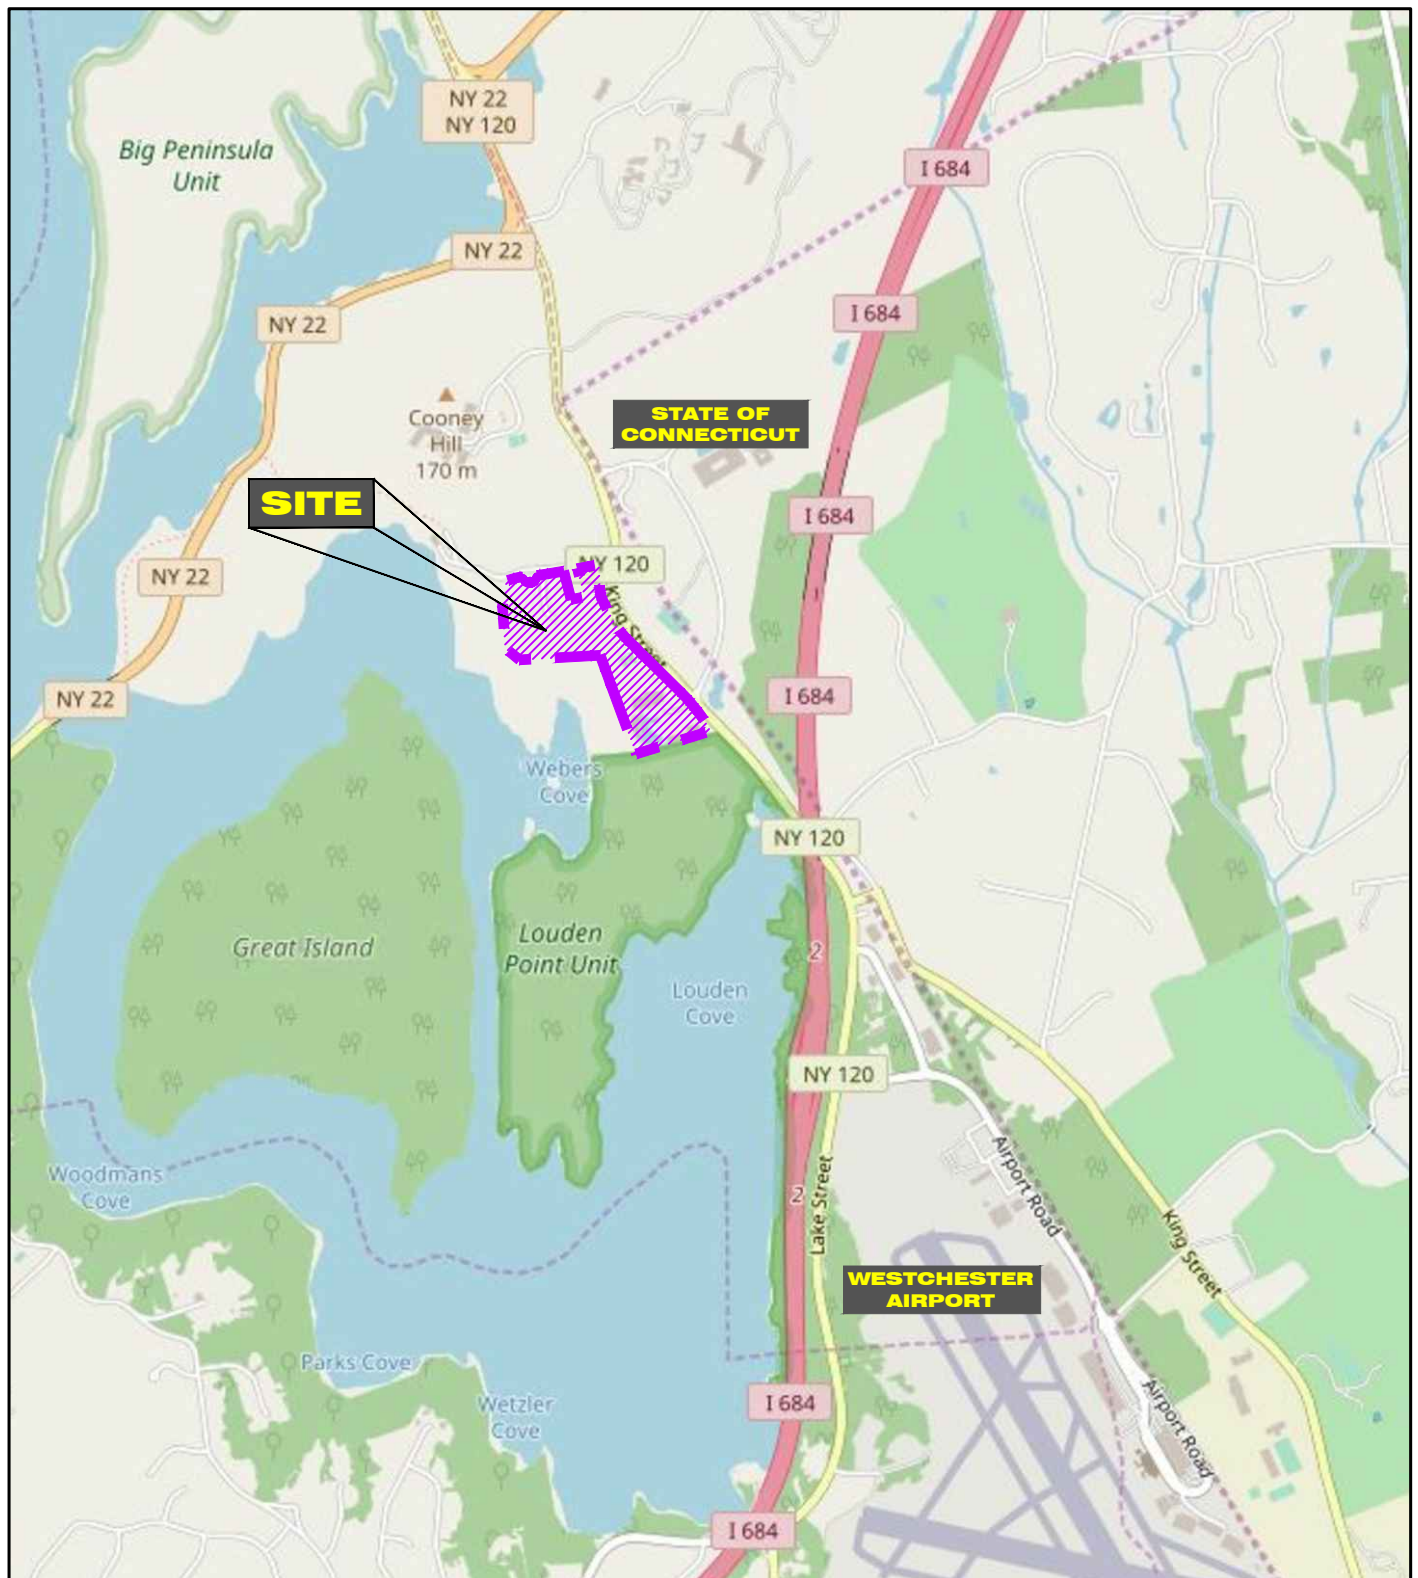 NY 22
NY 120
Big Peninsula
Unit
I 684
NY 22
I 684
NY 22
STATE OF
CONNECTICUT
Cooney
Hill
170 m
SITE
I 684
NY 120
NY 22
King Street
I 684
NY 22
Webers
Cove
NY 120
Great Island
Louden
Point Unit
2
Louden
Cove
NY 120
Airport Road
Woodmans
Cove
2
Lake Street
King Street
WESTCHESTER
AIRPORT
Parks Cove
I 684
Wetzler
Cove
Airport Road
I 684